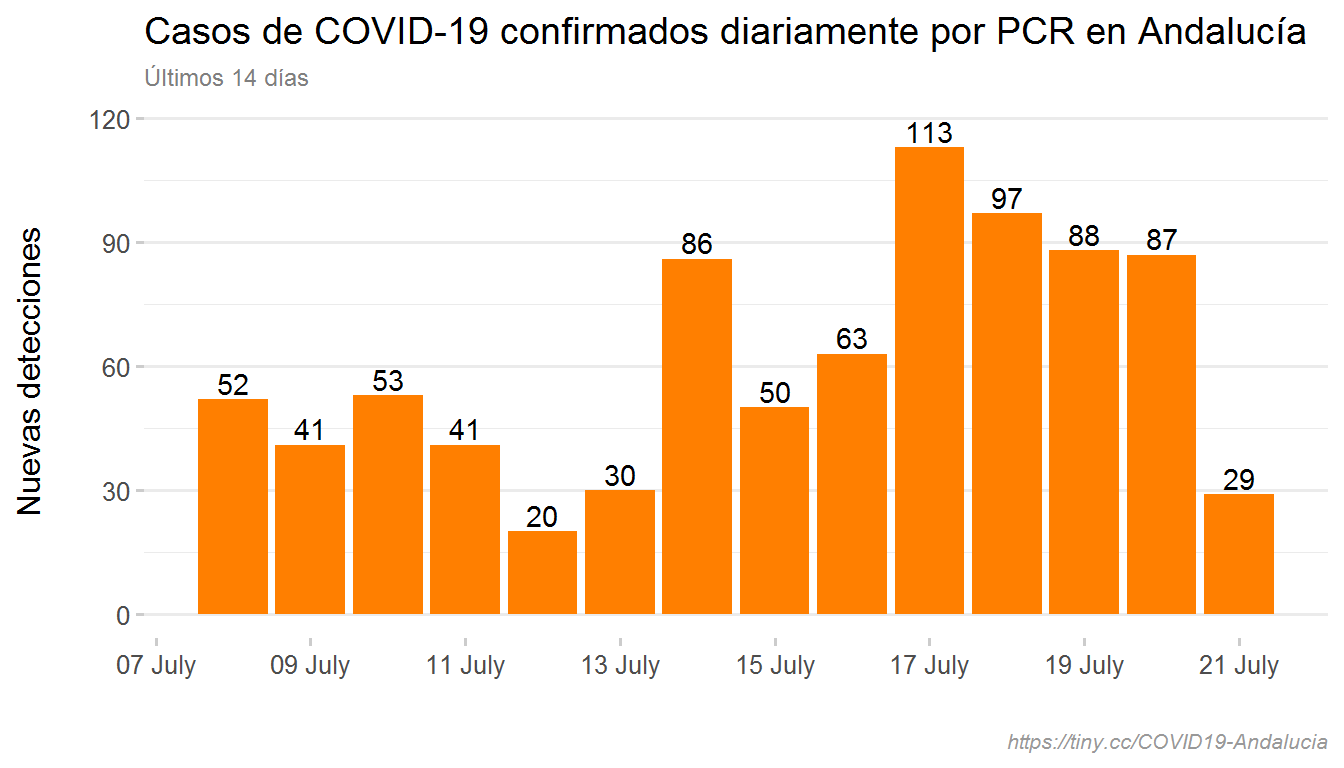 Casos de COVID-19 confirmados diariamente por PCR en Andalucía
Últimos 14 días
Nuevas detecciones
120
90
60
30
0
52
41
53
41
20
30
86
50
63
113
97
88
87
29
07 July
09 July
11 July
13 July
15 July
17 July
19 July
21 July
https://tiny.cc/COVID19-Andalucia